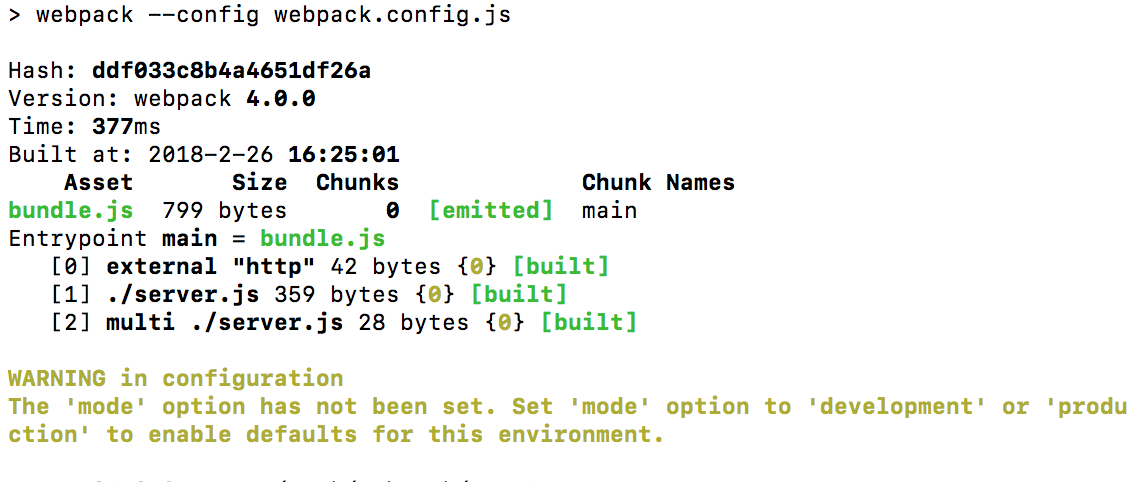 > webpack --config webpack.config.js
Hash: ddf033c8b4a4651df26a
Version: webpack 4.0.0
Time: 377ms
Built at: 2018-2-26 16:25:01
Asset Size Chunks Chunk Names
bundle.js 799 bytes 0 [emitted] main
Entrypoint main = bundle.js
[0] external "http" 42 bytes {0} [built]
[1] ./server.js 359 bytes {0} [built]
[2] multi ./server.js 28 bytes {0} [built]
WARNING in configuration
The 'mode' option has not been set. Set 'mode' option to 'development' or 'produ
ction' to enable defaults for this environment.